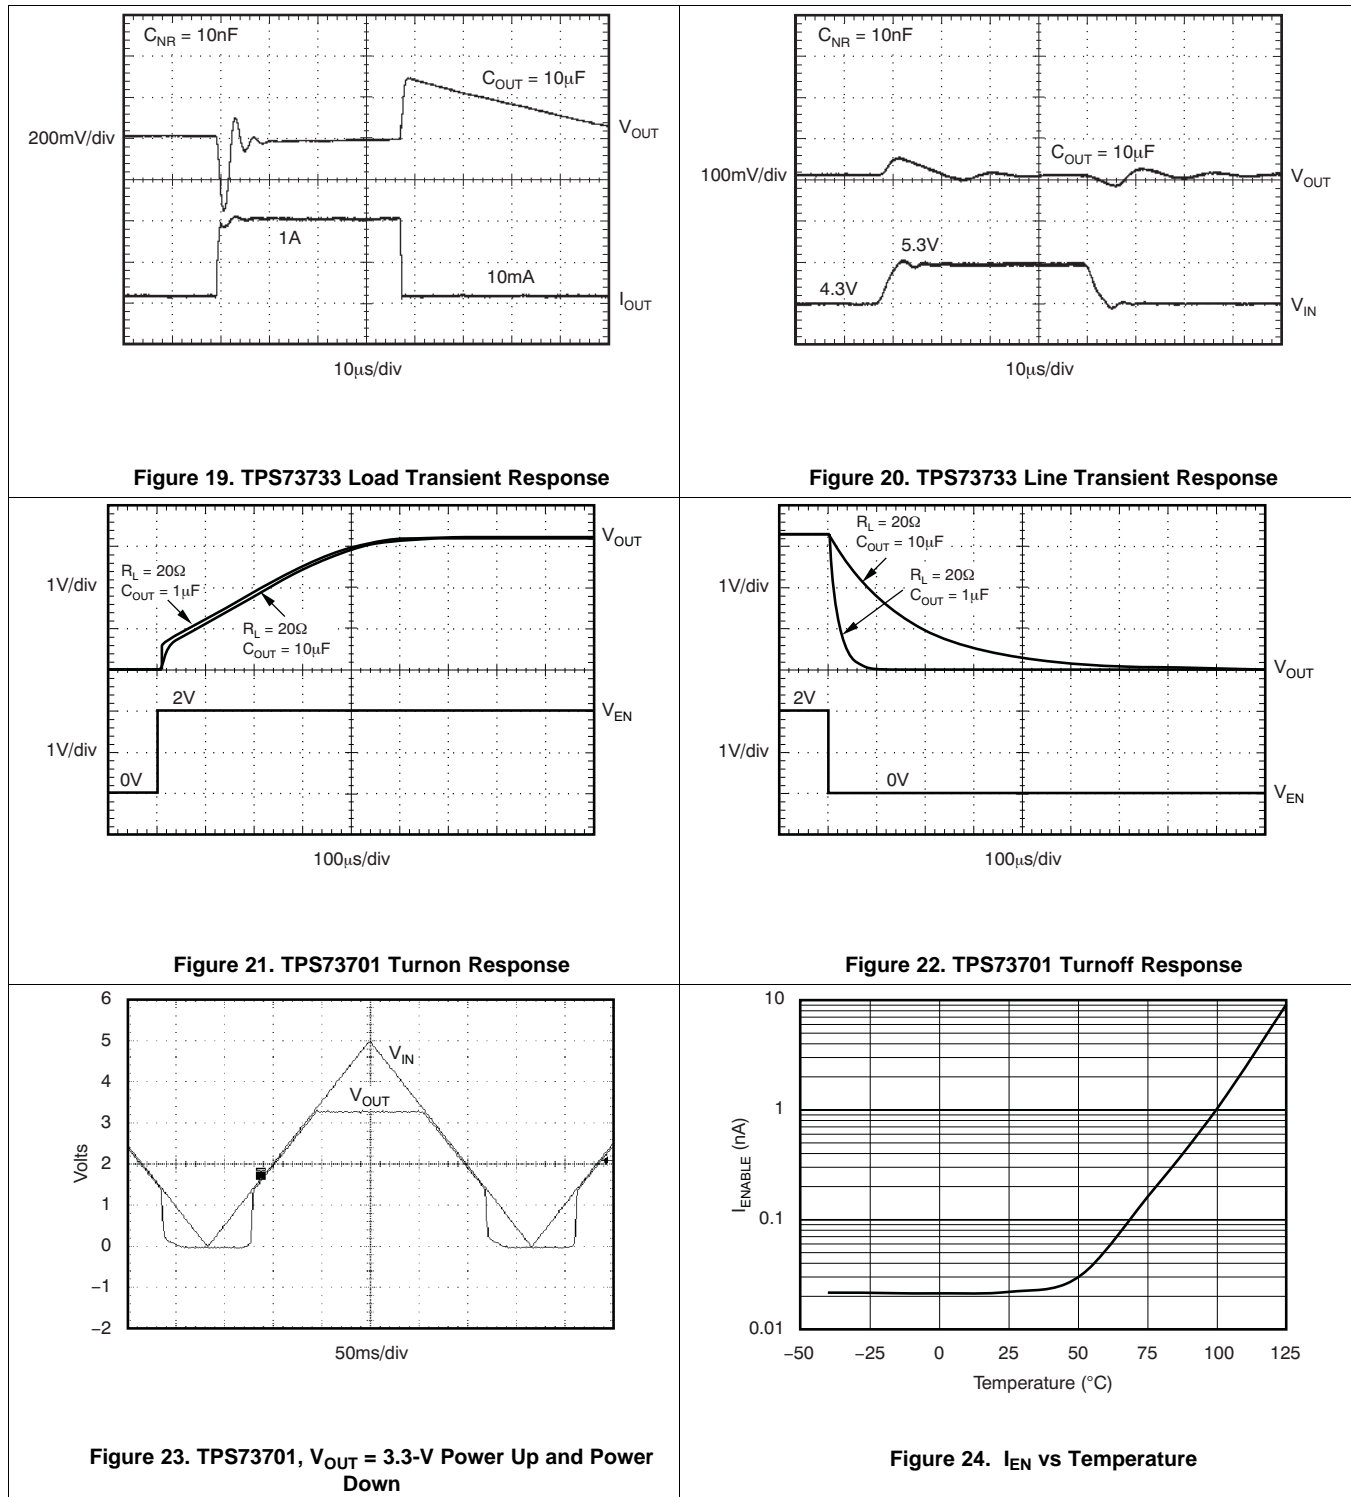 C_NR = 10nF
C_OUT = 10µF
200mV/div
V_OUT
1A
10mA
I_OUT
10µs/div
Figure 19. TPS73733 Load Transient Response
C_NR = 10nF
C_OUT = 10µF
100mV/div
V_OUT
5.3V
4.3V
V_IN
10µs/div
Figure 20. TPS73733 Line Transient Response
V_OUT
1V/div
R_L = 20Ω
C_OUT = 1µF
R_L = 20Ω
C_OUT = 10µF
2V
V_EN
1V/div
0V
100µs/div
Figure 21. TPS73701 Turnon Response
R_L = 20Ω
C_OUT = 10µF
R_L = 20Ω
C_OUT = 1µF
1V/div
V_OUT
2V
1V/div
0V
V_EN
100µs/div
Figure 22. TPS73701 Turnoff Response
6
5
4
3
2
1
0
−1
−2
Volts
V_IN
V_OUT
50ms/div
Figure 23. TPS73701, V_OUT = 3.3-V Power Up and Power
Down
10
1
0.1
0.01
I_ENABLE (nA)
−50 −25 0 25 50 75 100 125
Temperature (°C)
Figure 24. I_EN vs Temperature